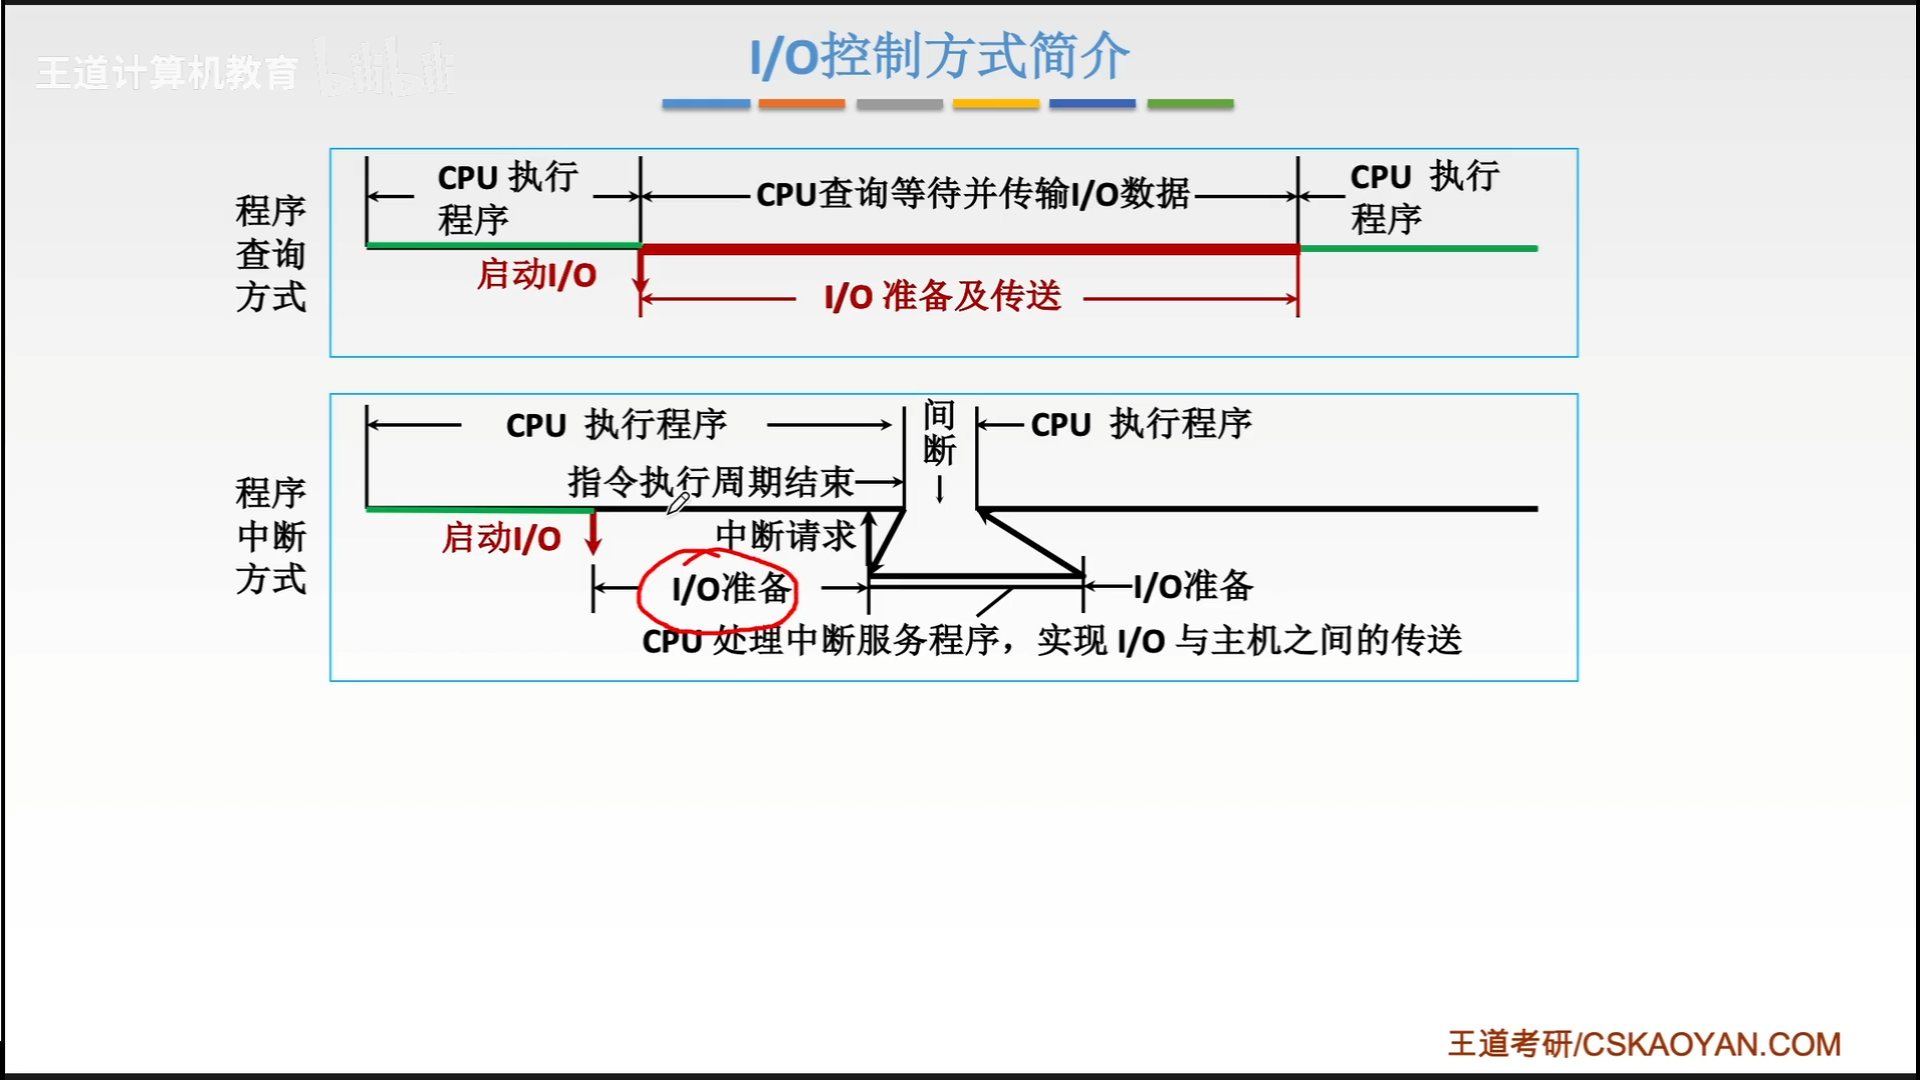 王道计算机教育 bilibili
I/O控制方式简介
程序
查询
方式
CPU 执行
程序
CPU查询等待并传输I/O数据
CPU 执行
程序
启动I/O
I/O 准备及传送
程序
中断
方式
CPU 执行程序
间
断
CPU 执行程序
指令执行周期结束
启动I/O
中断请求
I/O准备
I/O准备
CPU 处理中断服务程序，实现 I/O 与主机之间的传送
王道考研/CSKAOYAN.COM